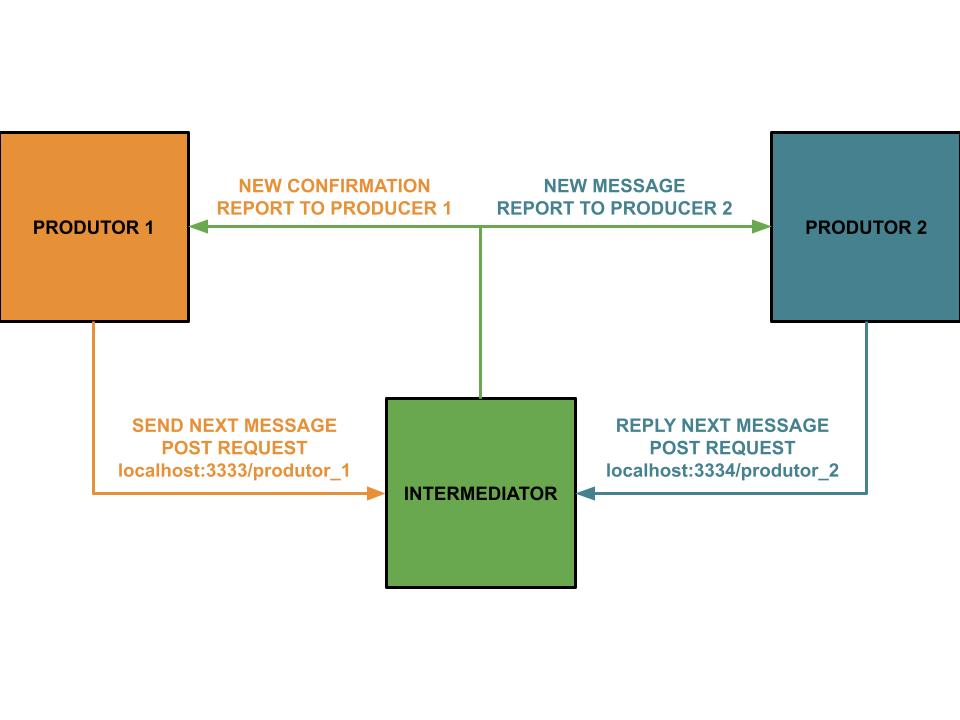 NEW CONFIRMATION
REPORT TO PRODUCER 1
NEW MESSAGE
REPORT TO PRODUCER 2
PRODUTOR 1
PRODUTOR 2
SEND NEXT MESSAGE
POST REQUEST
localhost:3333/produtor_1
REPLY NEXT MESSAGE
POST REQUEST
localhost:3334/produtor_2
INTERMEDIATOR